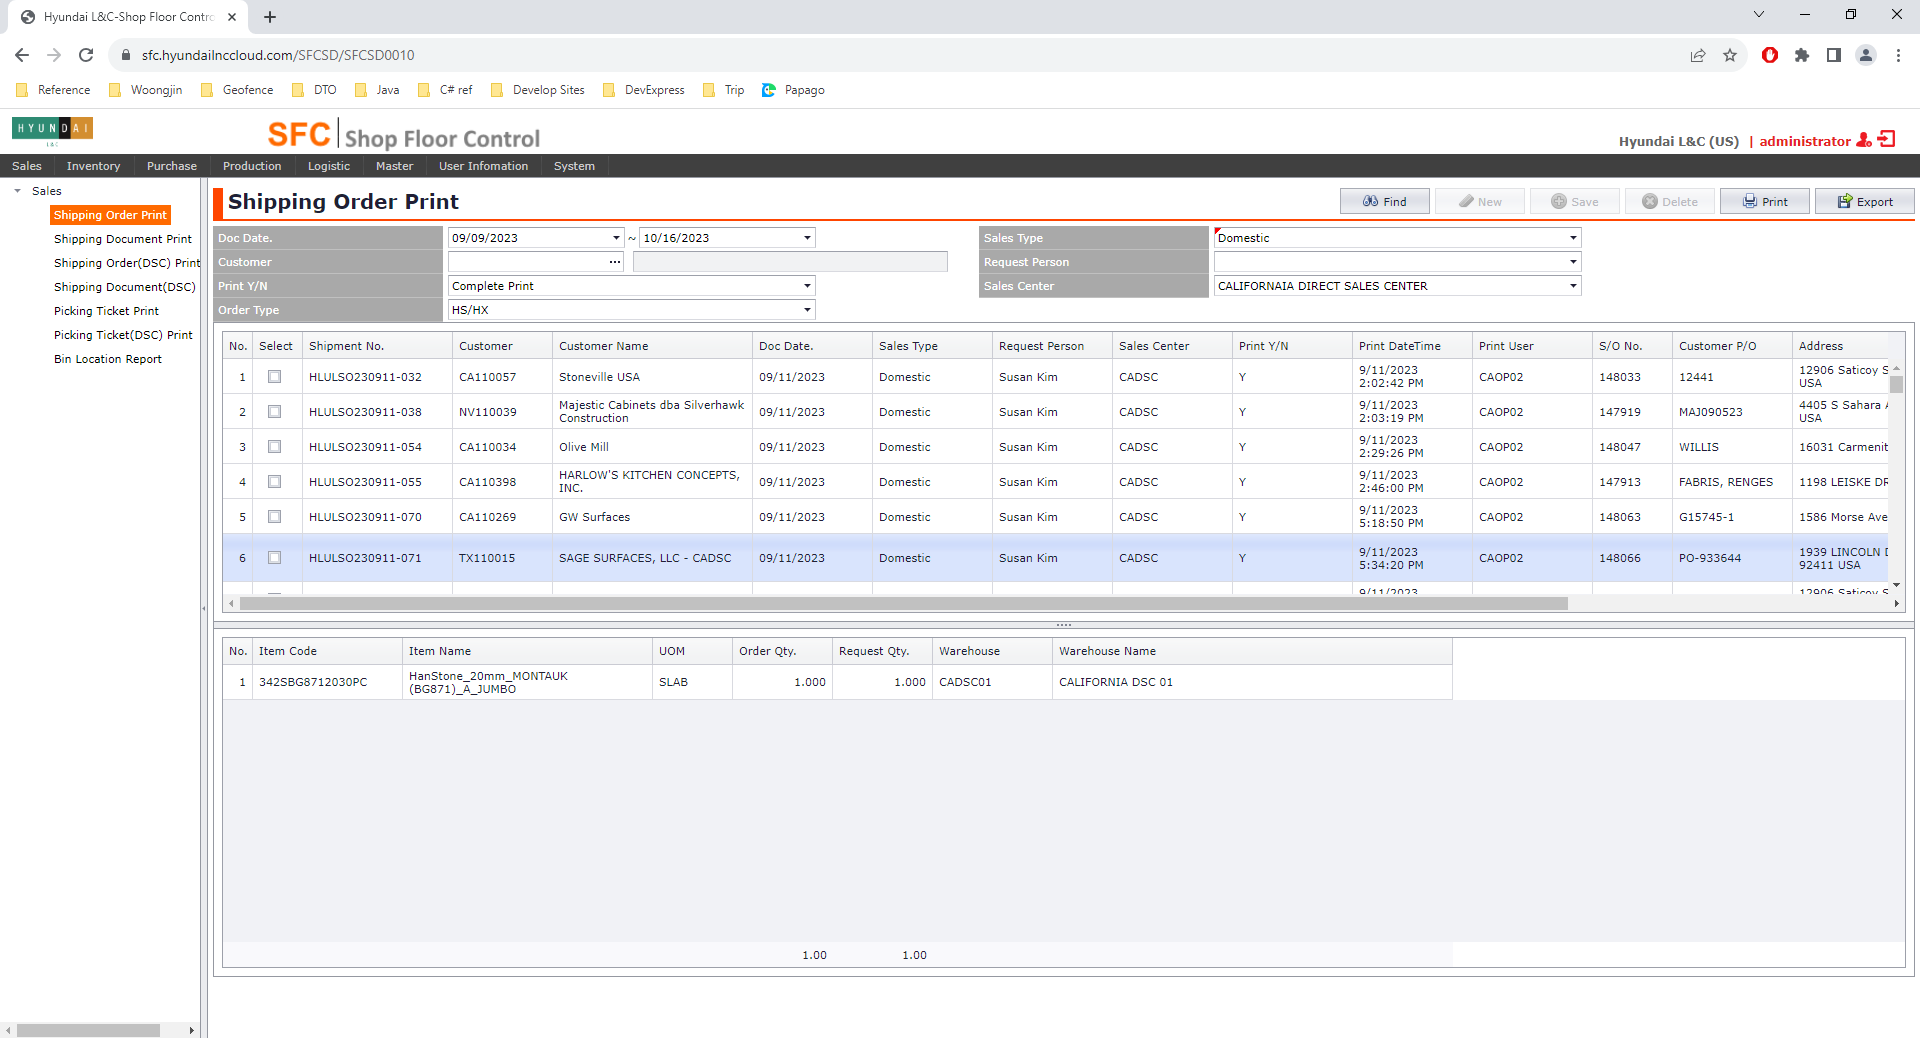 Hyundai L&C-Shop Floor Contro
sfc.hyundailnccloud.com/SFCSD/SFCSD0010
Reference Woongjin Geofence DTO Java C# ref Develop Sites DevExpress Trip Papago
HYUNDAI
L&C
SFC Shop Floor Control
Hyundai L&C (US) | administrator
Sales Inventory Purchase Production Logistic Master User Infomation System
Sales
Shipping Order Print
Shipping Document Print
Shipping Order(DSC) Print
Shipping Document(DSC)
Picking Ticket Print
Picking Ticket(DSC) Print
Bin Location Report
Shipping Order Print
Find New Save Delete Print Export
Doc Date. 09/09/2023 ~ 10/16/2023 Sales Type Domestic
Customer ... Request Person
Print Y/N Complete Print Sales Center CALIFORNAIA DIRECT SALES CENTER
Order Type HS/HX
No. Select Shipment No. Customer Customer Name Doc Date. Sales Type Request Person Sales Center Print Y/N Print DateTime Print User S/O No. Customer P/O Address
1 HLULSO230911-032 CA110057 Stoneville USA 09/11/2023 Domestic Susan Kim CADSC Y 9/11/2023 2:02:42 PM CAOP02 148033 12441 12906 Saticoy S USA
2 HLULSO230911-038 NV110039 Majestic Cabinets dba Silverhawk Construction 09/11/2023 Domestic Susan Kim CADSC Y 9/11/2023 2:03:19 PM CAOP02 147919 MAJ090523 4405 S Sahara A USA
3 HLULSO230911-054 CA110034 Olive Mill 09/11/2023 Domestic Susan Kim CADSC Y 9/11/2023 2:29:26 PM CAOP02 148047 WILLIS 16031 Carmenit
4 HLULSO230911-055 CA110398 HARLOW'S KITCHEN CONCEPTS, INC. 09/11/2023 Domestic Susan Kim CADSC Y 9/11/2023 2:46:00 PM CAOP02 147913 FABRIS, RENGES 1198 LEISKE DR
5 HLULSO230911-070 CA110269 GW Surfaces 09/11/2023 Domestic Susan Kim CADSC Y 9/11/2023 5:18:50 PM CAOP02 148063 G15745-1 1586 Morse Ave
6 HLULSO230911-071 TX110015 SAGE SURFACES, LLC - CADSC 09/11/2023 Domestic Susan Kim CADSC Y 9/11/2023 5:34:20 PM CAOP02 148066 PO-933644 1939 LINCOLN D 92411 USA
9/11/2023 12906 Saticoy S
No. Item Code Item Name UOM Order Qty. Request Qty. Warehouse Warehouse Name
1 342SBG8712030PC HanStone_20mm_MONTAUK (BG871)_A_JUMBO SLAB 1.000 1.000 CADSC01 CALIFORNIA DSC 01
1.00 1.00